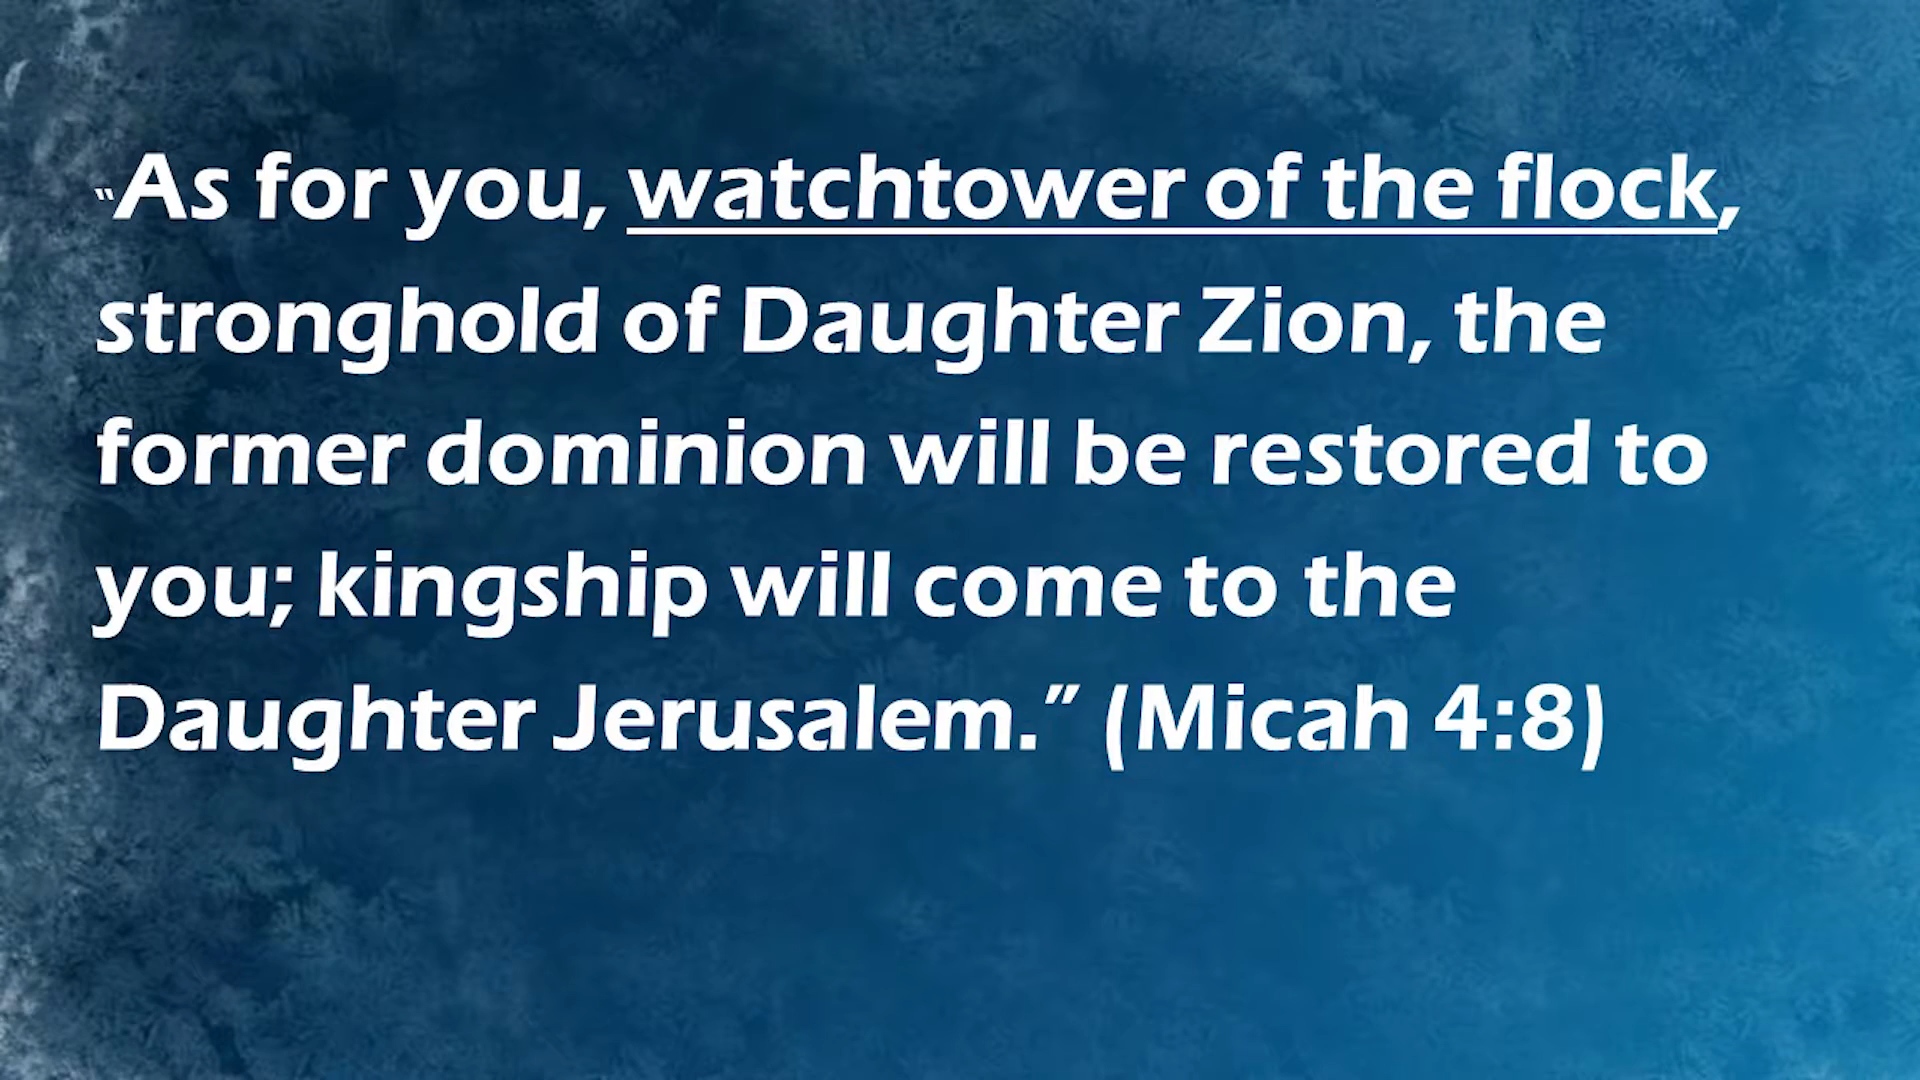 "As for you, watchtower of the flock,
stronghold of Daughter Zion, the
former dominion will be restored to
you; kingship will come to the
Daughter Jerusalem.” (Micah 4:8)